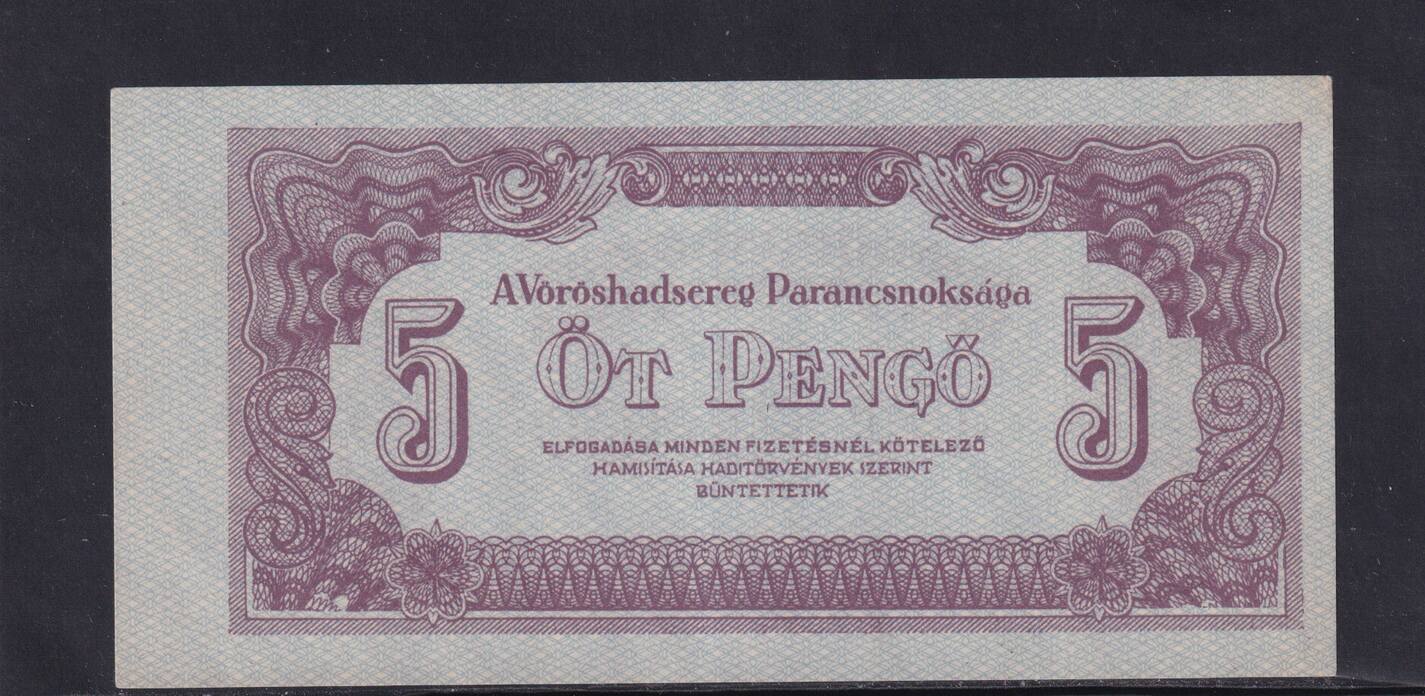 A Vöröshadsereg Parancsnoksága
5 ÖT PENGŐ 5
ELFOGADÁSA MINDEN FIZETÉSNÉL KÖTELEZŐ
HAMISÍTÁSA HADITÖRVÉNYEK SZERINT
BÜNTETTETIK